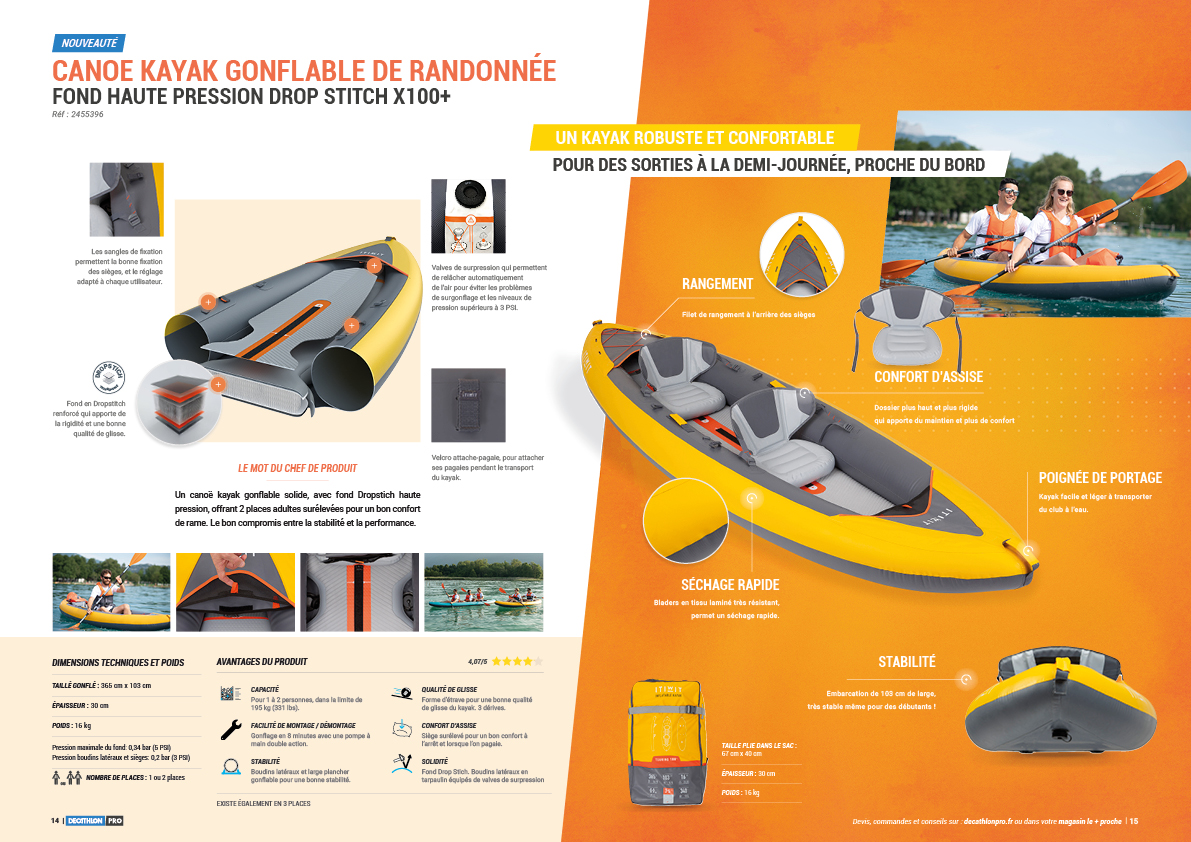 NOUVEAUTÉ
CANOE KAYAK GONFLABLE DE RANDONNÉE
FOND HAUTE PRESSION DROP STITCH X100+
Réf : 2455396
UN KAYAK ROBUSTE ET CONFORTABLE
POUR DES SORTIES À LA DEMI-JOURNÉE, PROCHE DU BORD
Les sangles de fixation
permettent la bonne fixation
des sièges, et le réglage
adapté à chaque utilisateur.
Valves de surpression qui permettent
de relâcher automatiquement
de l'air pour éviter les problèmes
de surgonflage et les niveaux de
pression supérieurs à 3 PSI.
DROPSTICH
Fond en Dropstitch
renforcé qui apporte de
la rigidité et une bonne
qualité de glisse.
Velcro attache-pagaie, pour attacher
ses pagaies pendant le transport
du kayak.
LE MOT DU CHEF DE PRODUIT
Un canoë kayak gonflable solide, avec fond Dropstich haute
pression, offrant 2 places adultes surélevées pour un bon confort
de rame. Le bon compromis entre la stabilité et la performance.
DIMENSIONS TECHNIQUES ET POIDS
TAILLE GONFLÉ : 365 cm x 103 cm
ÉPAISSEUR : 30 cm
POIDS : 16 kg
Pression maximale du fond: 0,34 bar (5 PSI)
Pression boudins latéraux et sièges: 0,2 bar (3 PSI)
NOMBRE DE PLACES : 1 ou 2 places
AVANTAGES DU PRODUIT
4,07/5
CAPACITÉ
Pour 1 à 2 personnes, dans la limite de
195 kg (331 lbs).
FACILITÉ DE MONTAGE / DÉMONTAGE
Gonflage en 8 minutes avec une pompe à
main double action.
STABILITÉ
Boudins latéraux et large plancher
gonflable pour une bonne stabilité.
QUALITÉ DE GLISSE
Forme d'étrave pour une bonne qualité
de glisse du kayak. 3 dérives.
CONFORT D'ASSISE
Siège surélevé pour un bon confort à
l'arrêt et lorsque l'on pagaie.
SOLIDITÉ
Fond Drop Stich. Boudins latéraux en
tarpaulin équipés de valves de surpression
EXISTE ÉGALEMENT EN 3 PLACES
14 | DECATHLON PRO
RANGEMENT
Filet de rangement à l'arrière des sièges
CONFORT D'ASSISE
Dossier plus haut et plus rigide
qui apporte du maintien et plus de confort
POIGNÉE DE PORTAGE
Kayak facile et léger à transporter
du club à l'eau.
ITIWIT
SÉCHAGE RAPIDE
Bladers en tissu laminé très résistant,
permet un séchage rapide.
STABILITÉ
Embarcation de 103 cm de large,
très stable même pour des débutants !
ITIWIT
TAILLE PLIE DANS LE SAC :
67 cm x 40 cm
ÉPAISSEUR : 30 cm
POIDS : 16 kg
Devis, commandes et conseils sur : decathlonpro.fr ou dans votre magasin le + proche | 15